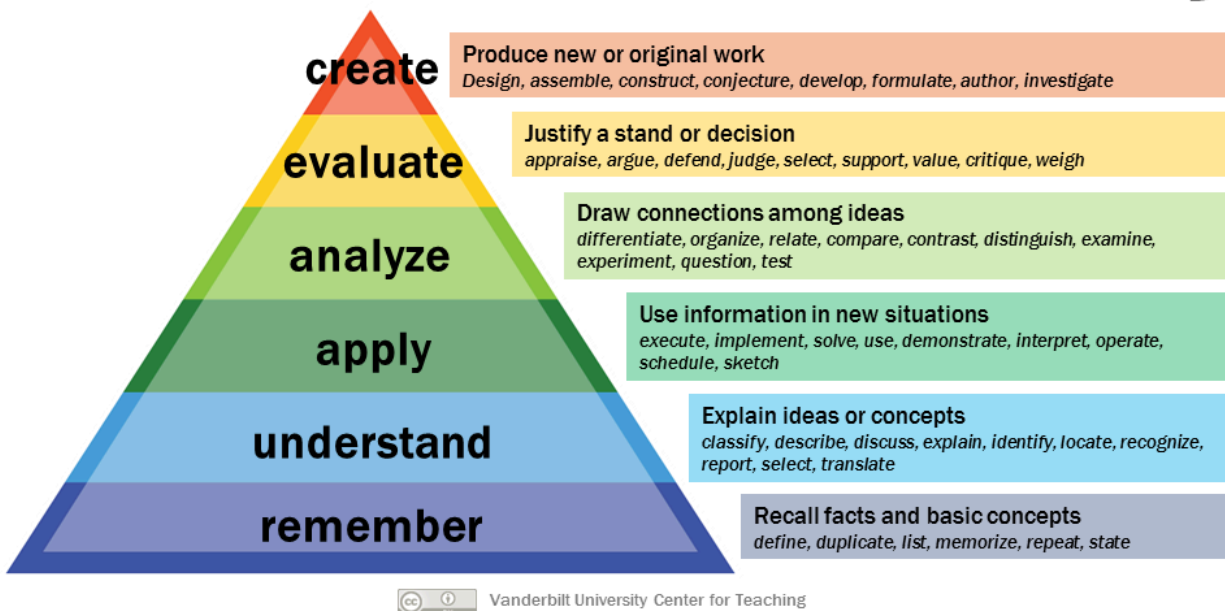 create
Produce new or original work
Design, assemble, construct, conjecture, develop, formulate, author, investigate
evaluate
Justify a stand or decision
appraise, argue, defend, judge, select, support, value, critique, weigh
analyze
Draw connections among ideas
differentiate, organize, relate, compare, contrast, distinguish, examine,
experiment, question, test
apply
Use information in new situations
execute, implement, solve, use, demonstrate, interpret, operate,
schedule, sketch
understand
Explain ideas or concepts
classify, describe, discuss, explain, identify, locate, recognize,
report, select, translate
remember
Recall facts and basic concepts
define, duplicate, list, memorize, repeat, state
cc
Vanderbilt University Center for Teaching